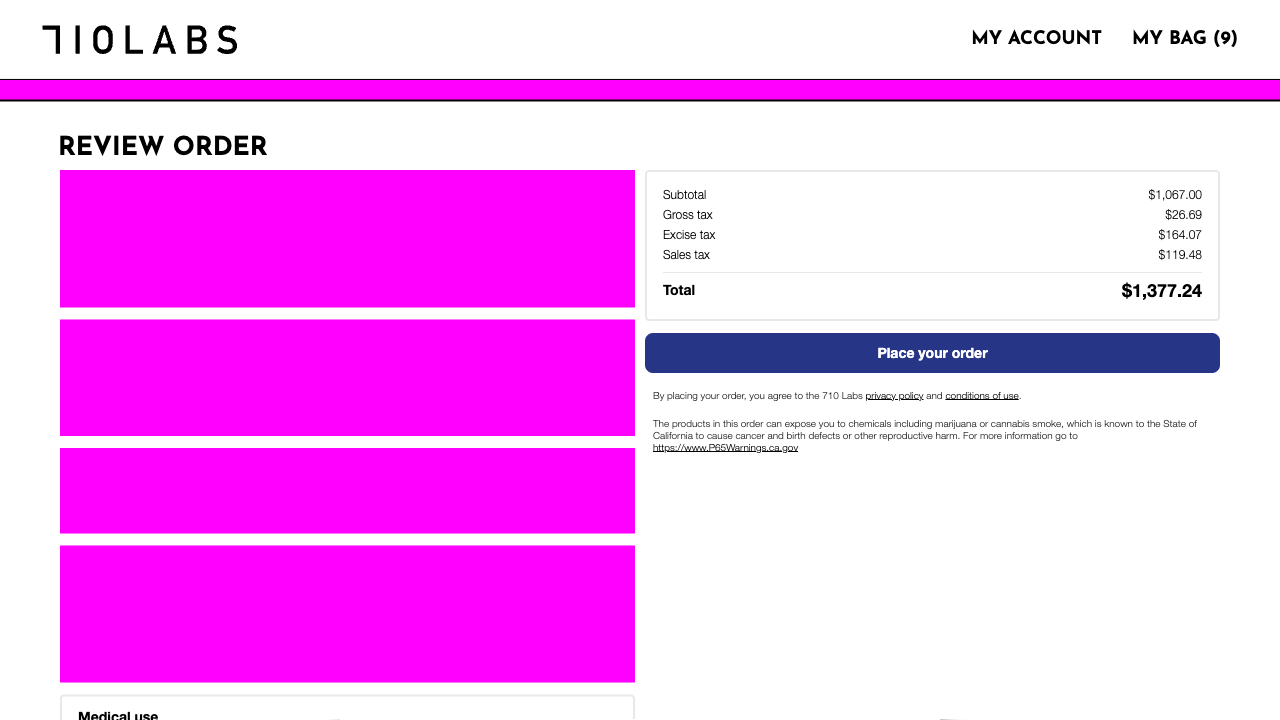 710LABS
MY ACCOUNT
MY BAG (9)
REVIEW ORDER
Subtotal $1,067.00
Gross tax $26.69
Excise tax $164.07
Sales tax $119.48
Total $1,377.24
Place your order
By placing your order, you agree to the 710 Labs privacy policy and conditions of use.
The products in this order can expose you to chemicals including marijuana or cannabis smoke, which is known to the State of
California to cause cancer and birth defects or other reproductive harm. For more information go to
https://www.P65Warnings.ca.gov
Medical use